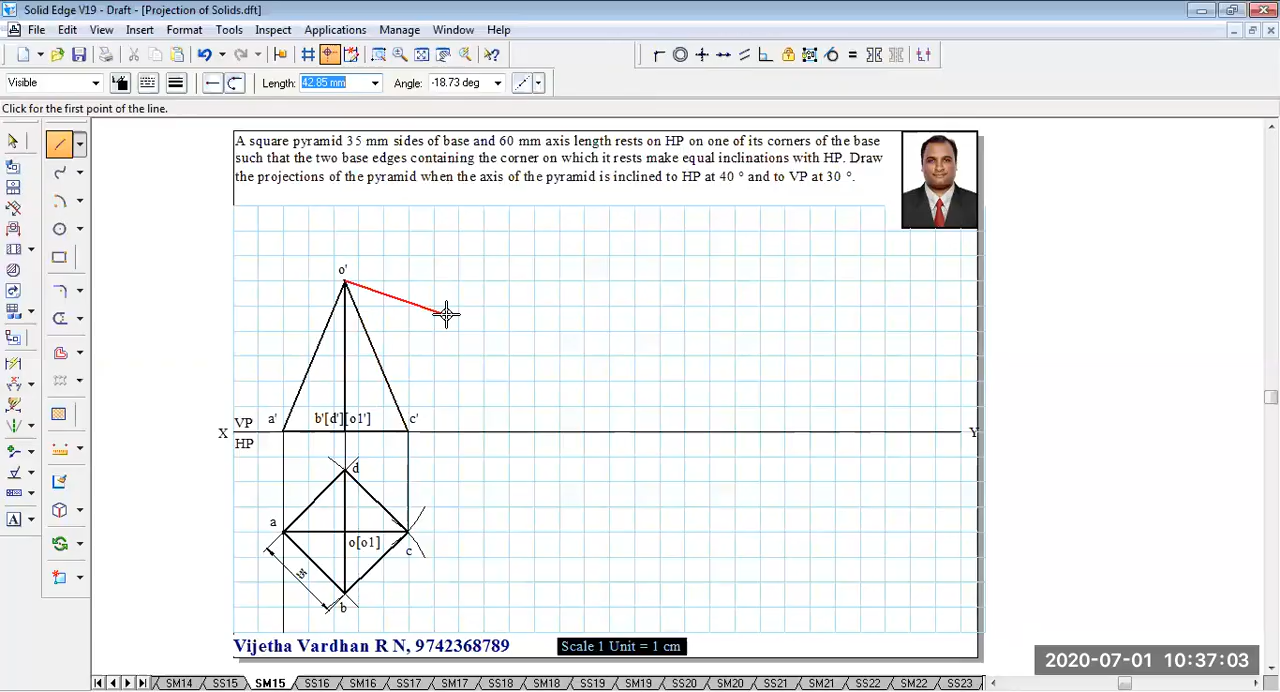 Solid Edge V19 - Draft - [Projection of Solids.dft]
File Edit View Insert Format Tools Inspect Applications Manage Window Help
Visible Length: 42.85 mm Angle: -18.73 deg
Click for the first point of the line.
A square pyramid 35 mm sides of base and 60 mm axis length rests on HP on one of its corners of the base
such that the two base edges containing the corner on which it rests make equal inclinations with HP. Draw
the projections of the pyramid when the axis of the pyramid is inclined to HP at 40 ° and to VP at 30 °.
o'
a' b'[d'][o1'] c'
VP
X Y
HP
d
a
o[o1]
c
35
b
Vijetha Vardhan R N, 9742368789 Scale 1 Unit = 1 cm
2020-07-01 10:37:03
SM14 SS15 SM15 SS16 SM16 SS17 SM17 SS18 SM18 SS19 SM19 SS20 SM20 SS21 SM21 SS22 SM22 SS23